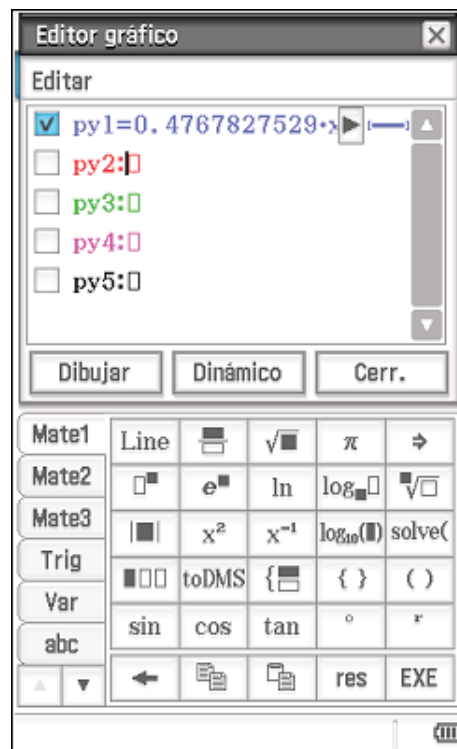 Editor gráfico
Editar
py1=0.4767827529·x
py2:
py3:
py4:
py5:
Dibujar Dinámico Cerr.
Mate1 Line √ π ⇒
Mate2 e ln log √
Mate3 x² x⁻¹ log₁₀( ) solve(
Trig toDMS { { } ( )
Var sin cos tan ° r
abc
res EXE